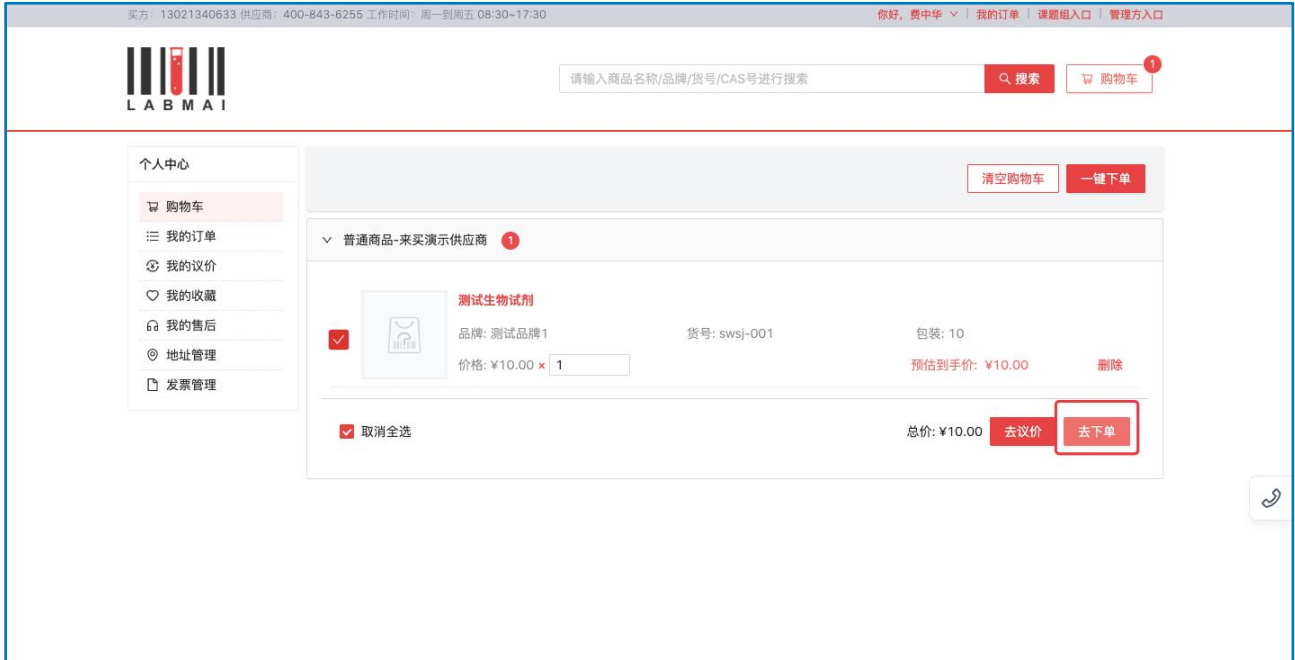 买方：13021340633 供应商：400-843-6255 工作时间：周一到周五 08:30~17:30
你好，费中华 我的订单 课题组入口 管理方入口
LABMAI
请输入商品名称/品牌/货号/CAS号进行搜索
搜索
购物车
1
个人中心
购物车
我的订单
我的议价
我的收藏
我的售后
地址管理
发票管理
清空购物车 一键下单
普通商品-来买演示供应商 1
测试生物试剂
品牌: 测试品牌1 货号: swsj-001 包装: 10
价格: ¥10.00 × 1 预估到手价: ¥10.00 删除
取消全选 总价: ¥10.00 去议价 去下单